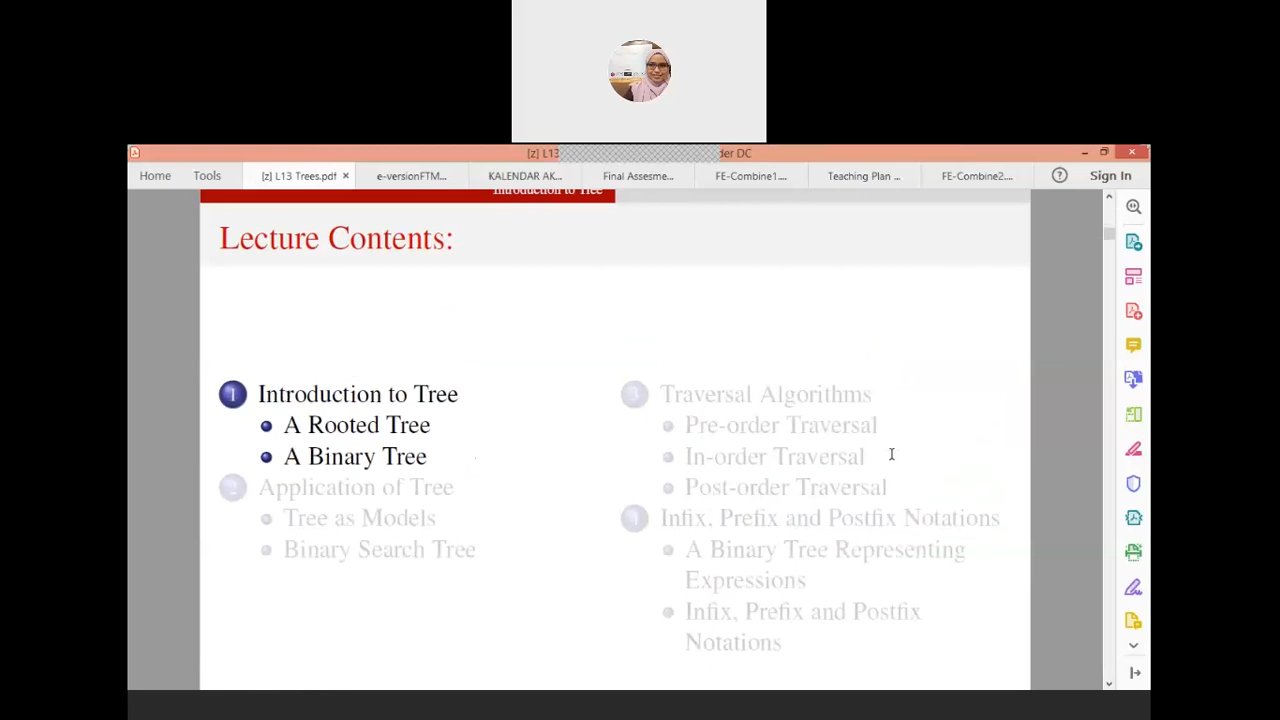 [z] L13 der DC
Home Tools [z] L13 Trees.pdf × e-versionFTM... KALENDAR AK... Final Assesme... FE-Combine1.... Teaching Plan ... FE-Combine2.... Sign In
Introduction to Tree
Lecture Contents:
1 Introduction to Tree
A Rooted Tree
A Binary Tree
2 Application of Tree
Tree as Models
Binary Search Tree
3 Traversal Algorithms
Pre-order Traversal
In-order Traversal
Post-order Traversal
Infix, Prefix and Postfix Notations
A Binary Tree Representing
Expressions
Infix, Prefix and Postfix
Notations